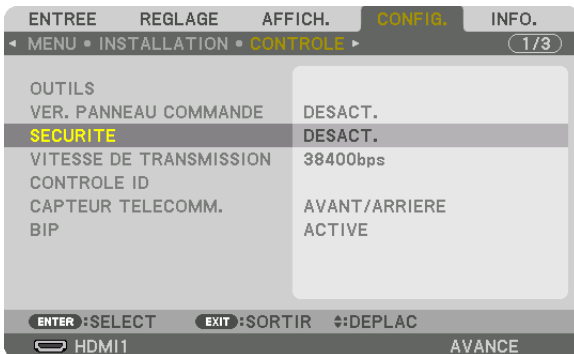 ENTREE REGLAGE AFFICH. CONFIG. INFO.
MENU • INSTALLATION • CONTROLE 1/3
OUTILS
VER. PANNEAU COMMANDE DESACT.
SECURITE DESACT.
VITESSE DE TRANSMISSION 38400bps
CONTROLE ID
CAPTEUR TELECOMM. AVANT/ARRIERE
BIP ACTIVE
ENTER :SELECT EXIT :SORTIR :DEPLAC
HDMI1 AVANCE